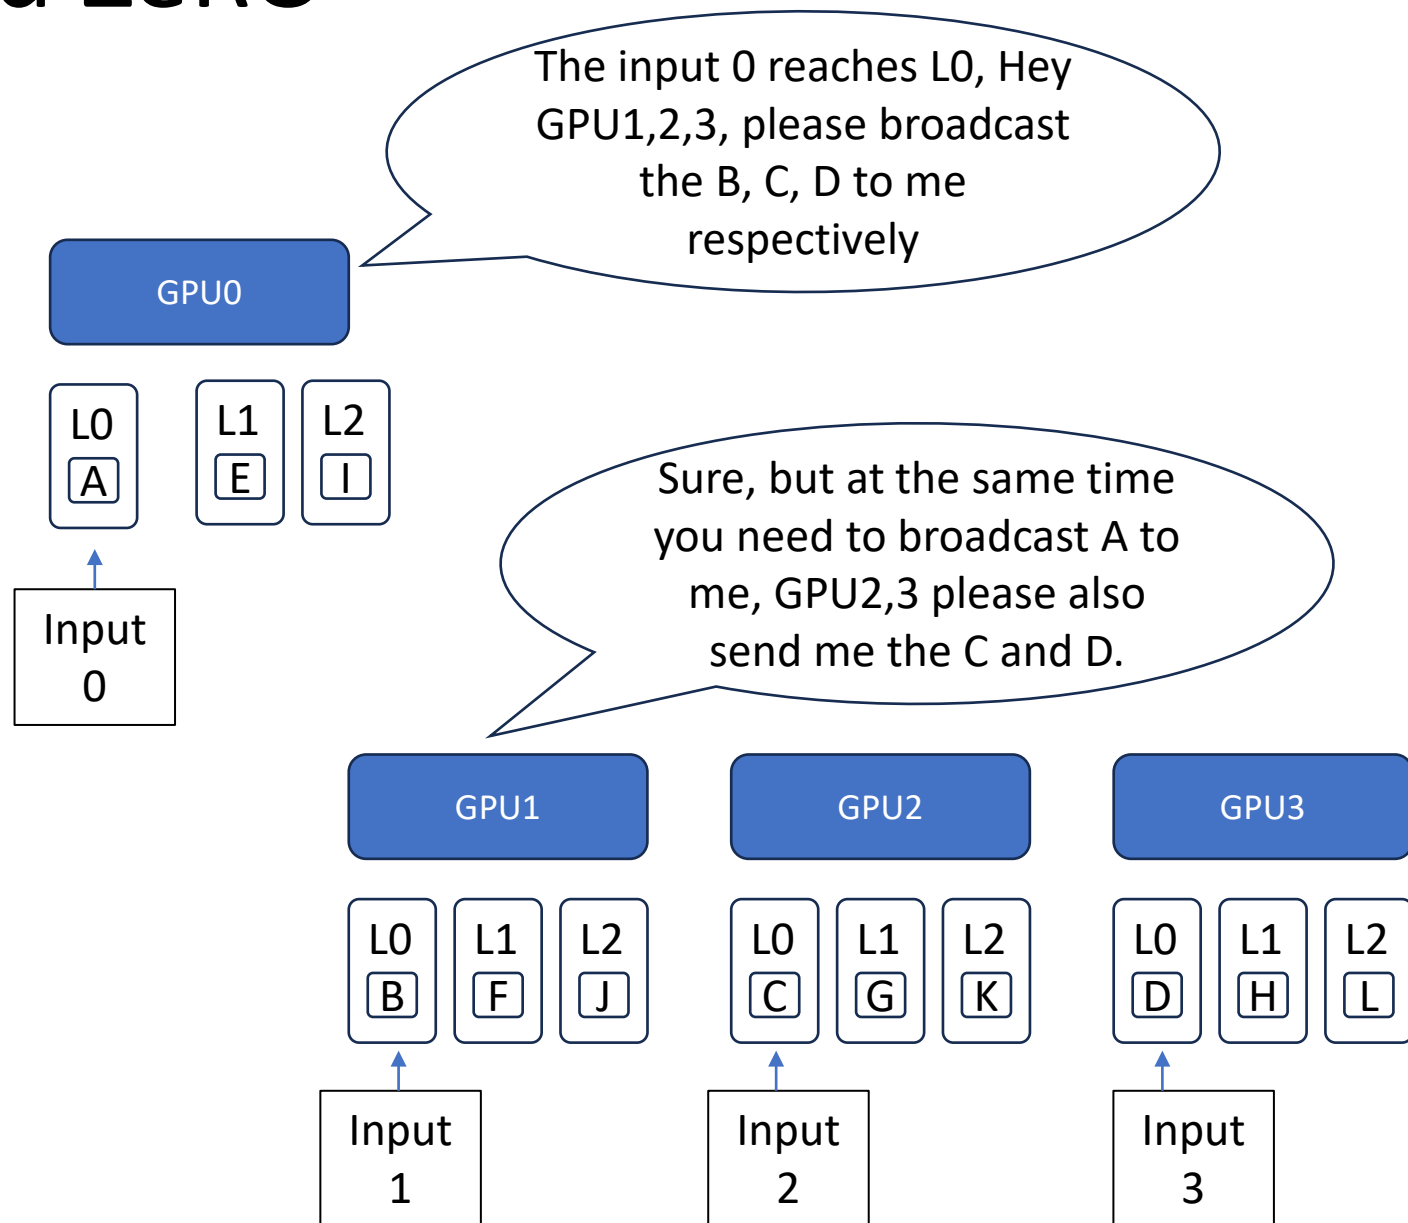 The input 0 reaches L0, Hey
GPU1,2,3, please broadcast
the B, C, D to me
respectively
GPU0
L0
A
L1
E
L2
I
Input
0
Sure, but at the same time
you need to broadcast A to
me, GPU2,3 please also
send me the C and D.
GPU1
GPU2
GPU3
L0
B
L1
F
L2
J
L0
C
L1
G
L2
K
L0
D
L1
H
L2
L
Input
1
Input
2
Input
3